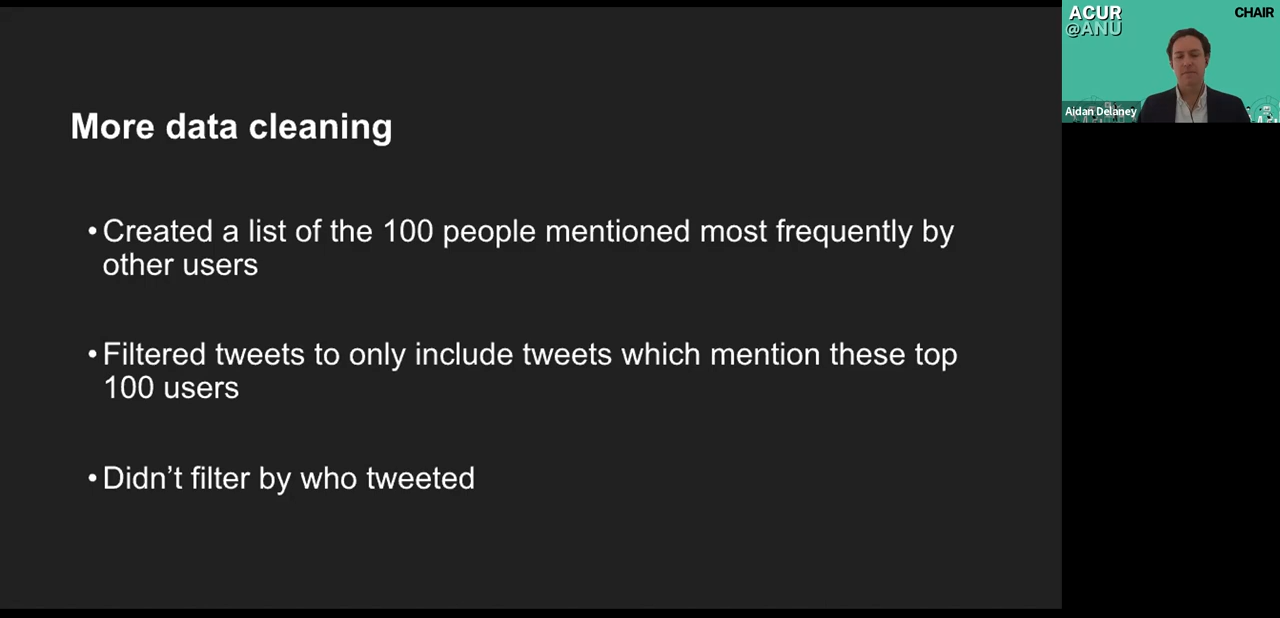 More data cleaning
•Created a list of the 100 people mentioned most frequently by
other users
•Filtered tweets to only include tweets which mention these top
100 users
•Didn’t filter by who tweeted
ACUR
@ANU
CHAIR
Aidan Delaney